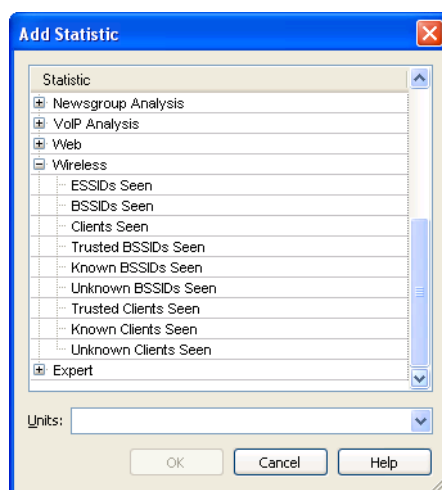 Add Statistic
Statistic
Newsgroup Analysis
VoIP Analysis
Web
Wireless
ESSIDs Seen
BSSIDs Seen
Clients Seen
Trusted BSSIDs Seen
Known BSSIDs Seen
Unknown BSSIDs Seen
Trusted Clients Seen
Known Clients Seen
Unknown Clients Seen
Expert
Units:
OK Cancel Help